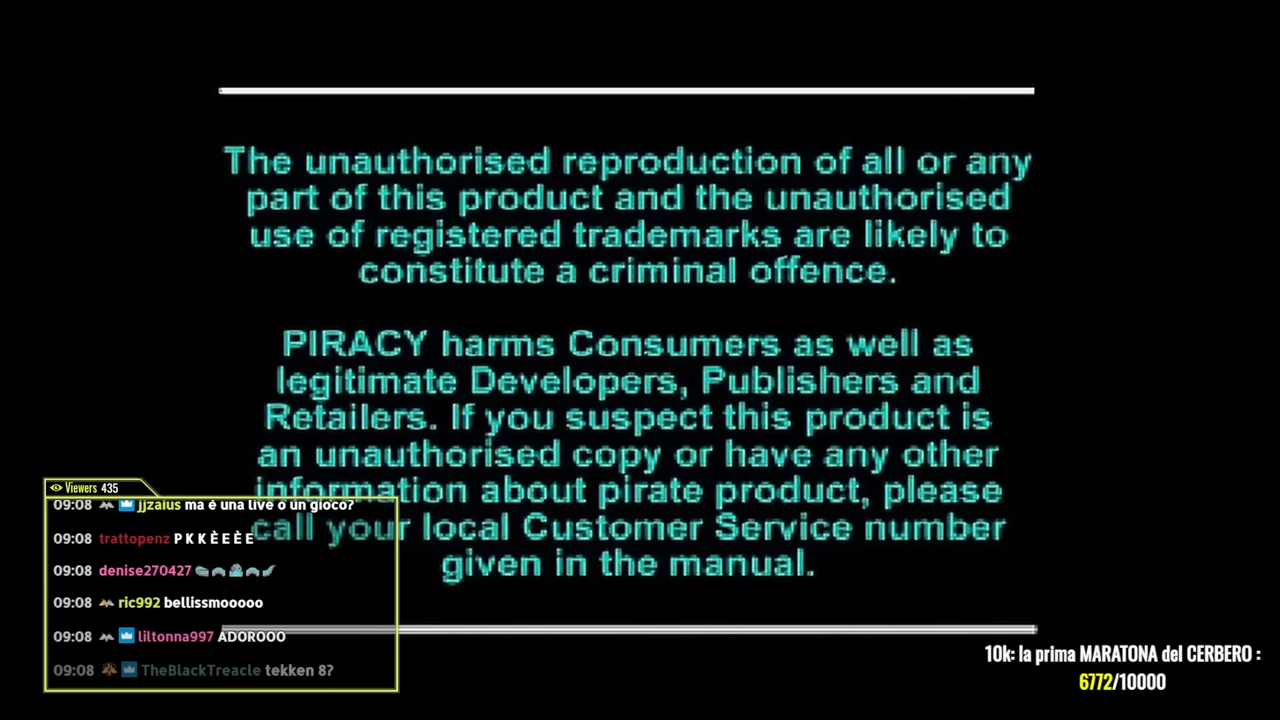 The unauthorised reproduction of all or any
part of this product and the unauthorised
use of registered trademarks are likely to
constitute a criminal offence.
PIRACY harms Consumers as well as
legitimate Developers, Publishers and
Retailers. If you suspect this product is
an unauthorised copy or have any other
information about pirate product, please
call your local Customer Service number
given in the manual.
Viewers 435
09:08 jjzaius ma é una live o un gioco?
09:08 trattopenz P K K È E È E
09:08 denise270427
09:08 ric992 bellissmooooo
09:08 liltonna997 ADOROOO
09:08 TheBlackTreacle tekken 8?
10k: la prima MARATONA del CERBERO :
6772/10000